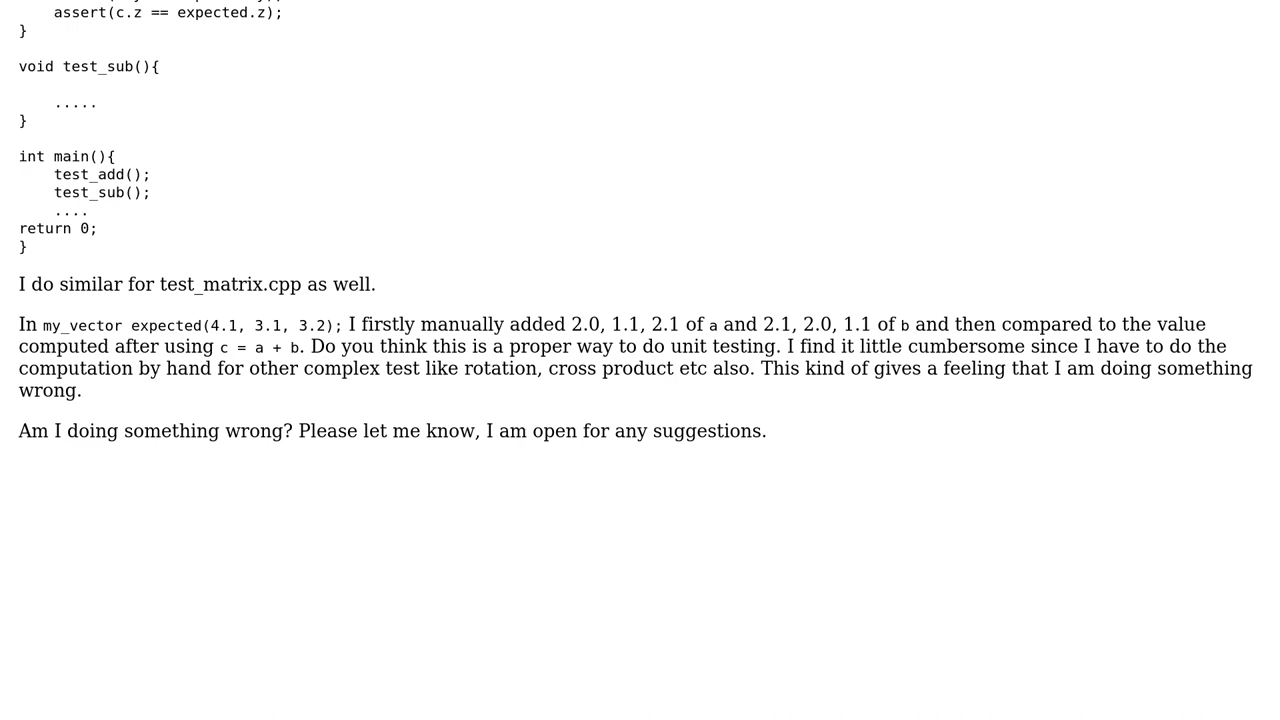 assert(c.z == expected.z);
}
void test_sub(){
    .....
}
int main(){
    test_add();
    test_sub();
    ....
return 0;
}
I do similar for test_matrix.cpp as well.
In my_vector expected(4.1, 3.1, 3.2); I firstly manually added 2.0, 1.1, 2.1 of a and 2.1, 2.0, 1.1 of b and then compared to the value
computed after using c = a + b. Do you think this is a proper way to do unit testing. I find it little cumbersome since I have to do the
computation by hand for other complex test like rotation, cross product etc also. This kind of gives a feeling that I am doing something
wrong.
Am I doing something wrong? Please let me know, I am open for any suggestions.